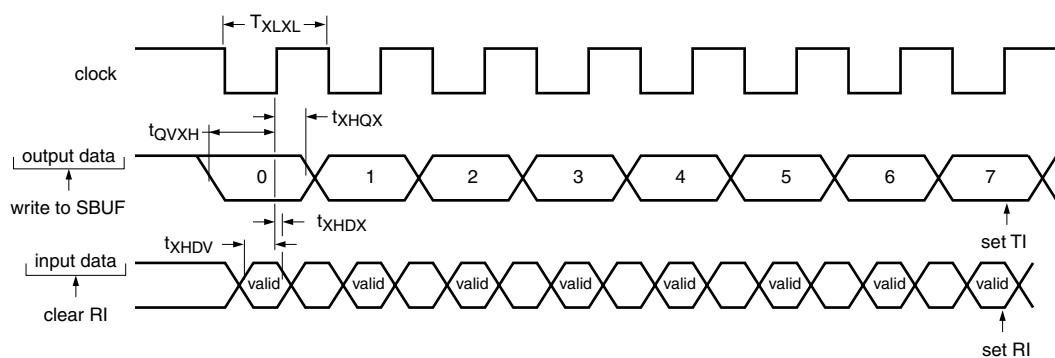 TXLXL
clock
tXHQX
tQVXH
output data
0 1 2 3 4 5 6 7
write to SBUF
tXHDX
set TI
tXHDV
input data
valid valid valid valid valid valid valid valid
clear RI
set RI